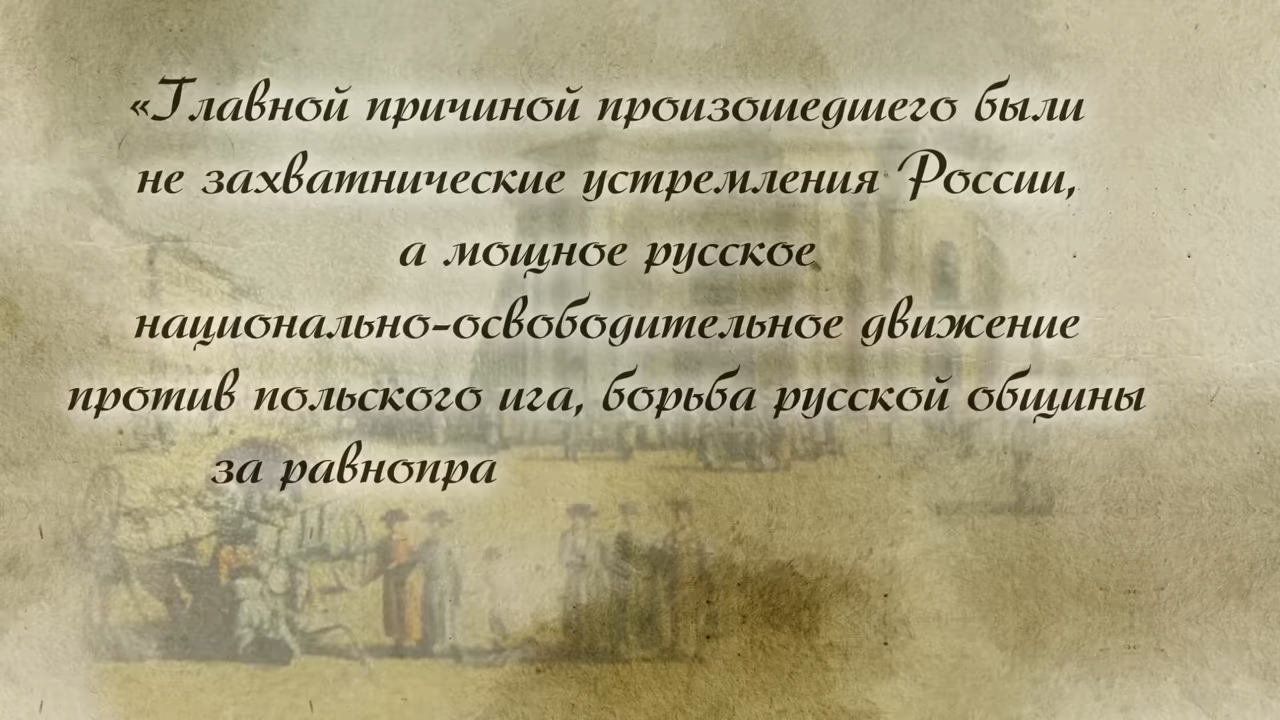 «Главной причиной произошедшего были
не захватнические устремления России,
а мощное русское
национально-освободительное движение
против польского ига, борьба русской общины
за равнопра